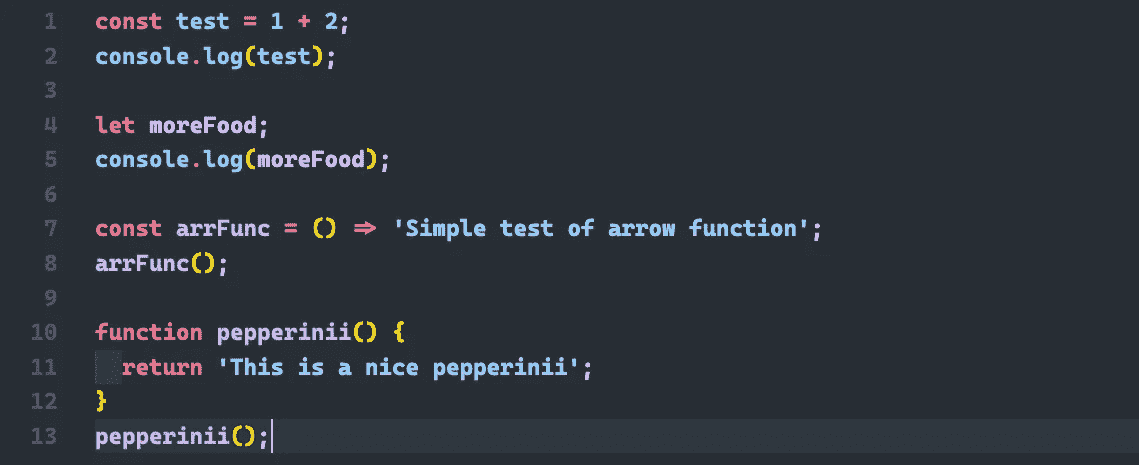 1 const test = 1 + 2;
2 console.log(test);
3
4 let moreFood;
5 console.log(moreFood);
6
7 const arrFunc = () => 'Simple test of arrow function';
8 arrFunc();
9
10 function pepperinii() {
11   return 'This is a nice pepperinii';
12 }
13 pepperinii();